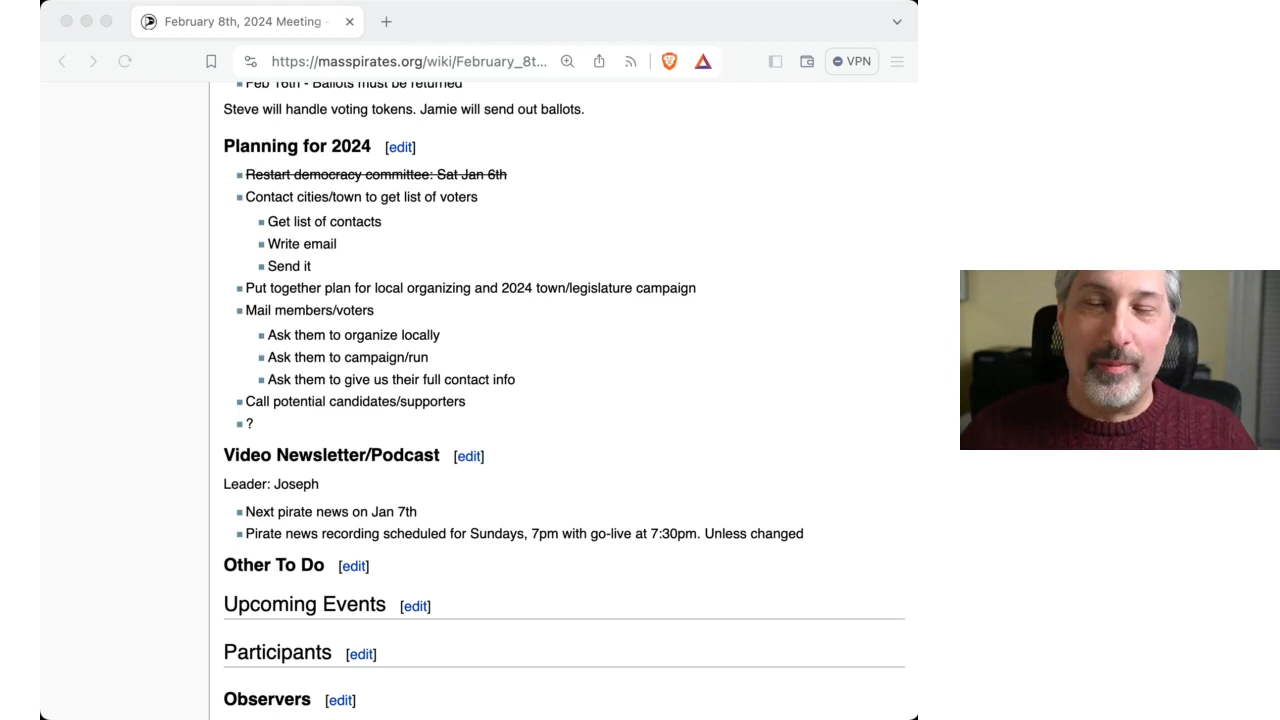 February 8th, 2024 Meeting -
https://masspirates.org/wiki/February_8t...
VPN
Feb 16th - Ballots must be returned
Steve will handle voting tokens. Jamie will send out ballots.
Planning for 2024 [edit]
Restart democracy committee: Sat Jan 6th
Contact cities/town to get list of voters
Get list of contacts
Write email
Send it
Put together plan for local organizing and 2024 town/legislature campaign
Mail members/voters
Ask them to organize locally
Ask them to campaign/run
Ask them to give us their full contact info
Call potential candidates/supporters
?
Video Newsletter/Podcast [edit]
Leader: Joseph
Next pirate news on Jan 7th
Pirate news recording scheduled for Sundays, 7pm with go-live at 7:30pm. Unless changed
Other To Do [edit]
Upcoming Events [edit]
Participants [edit]
Observers [edit]